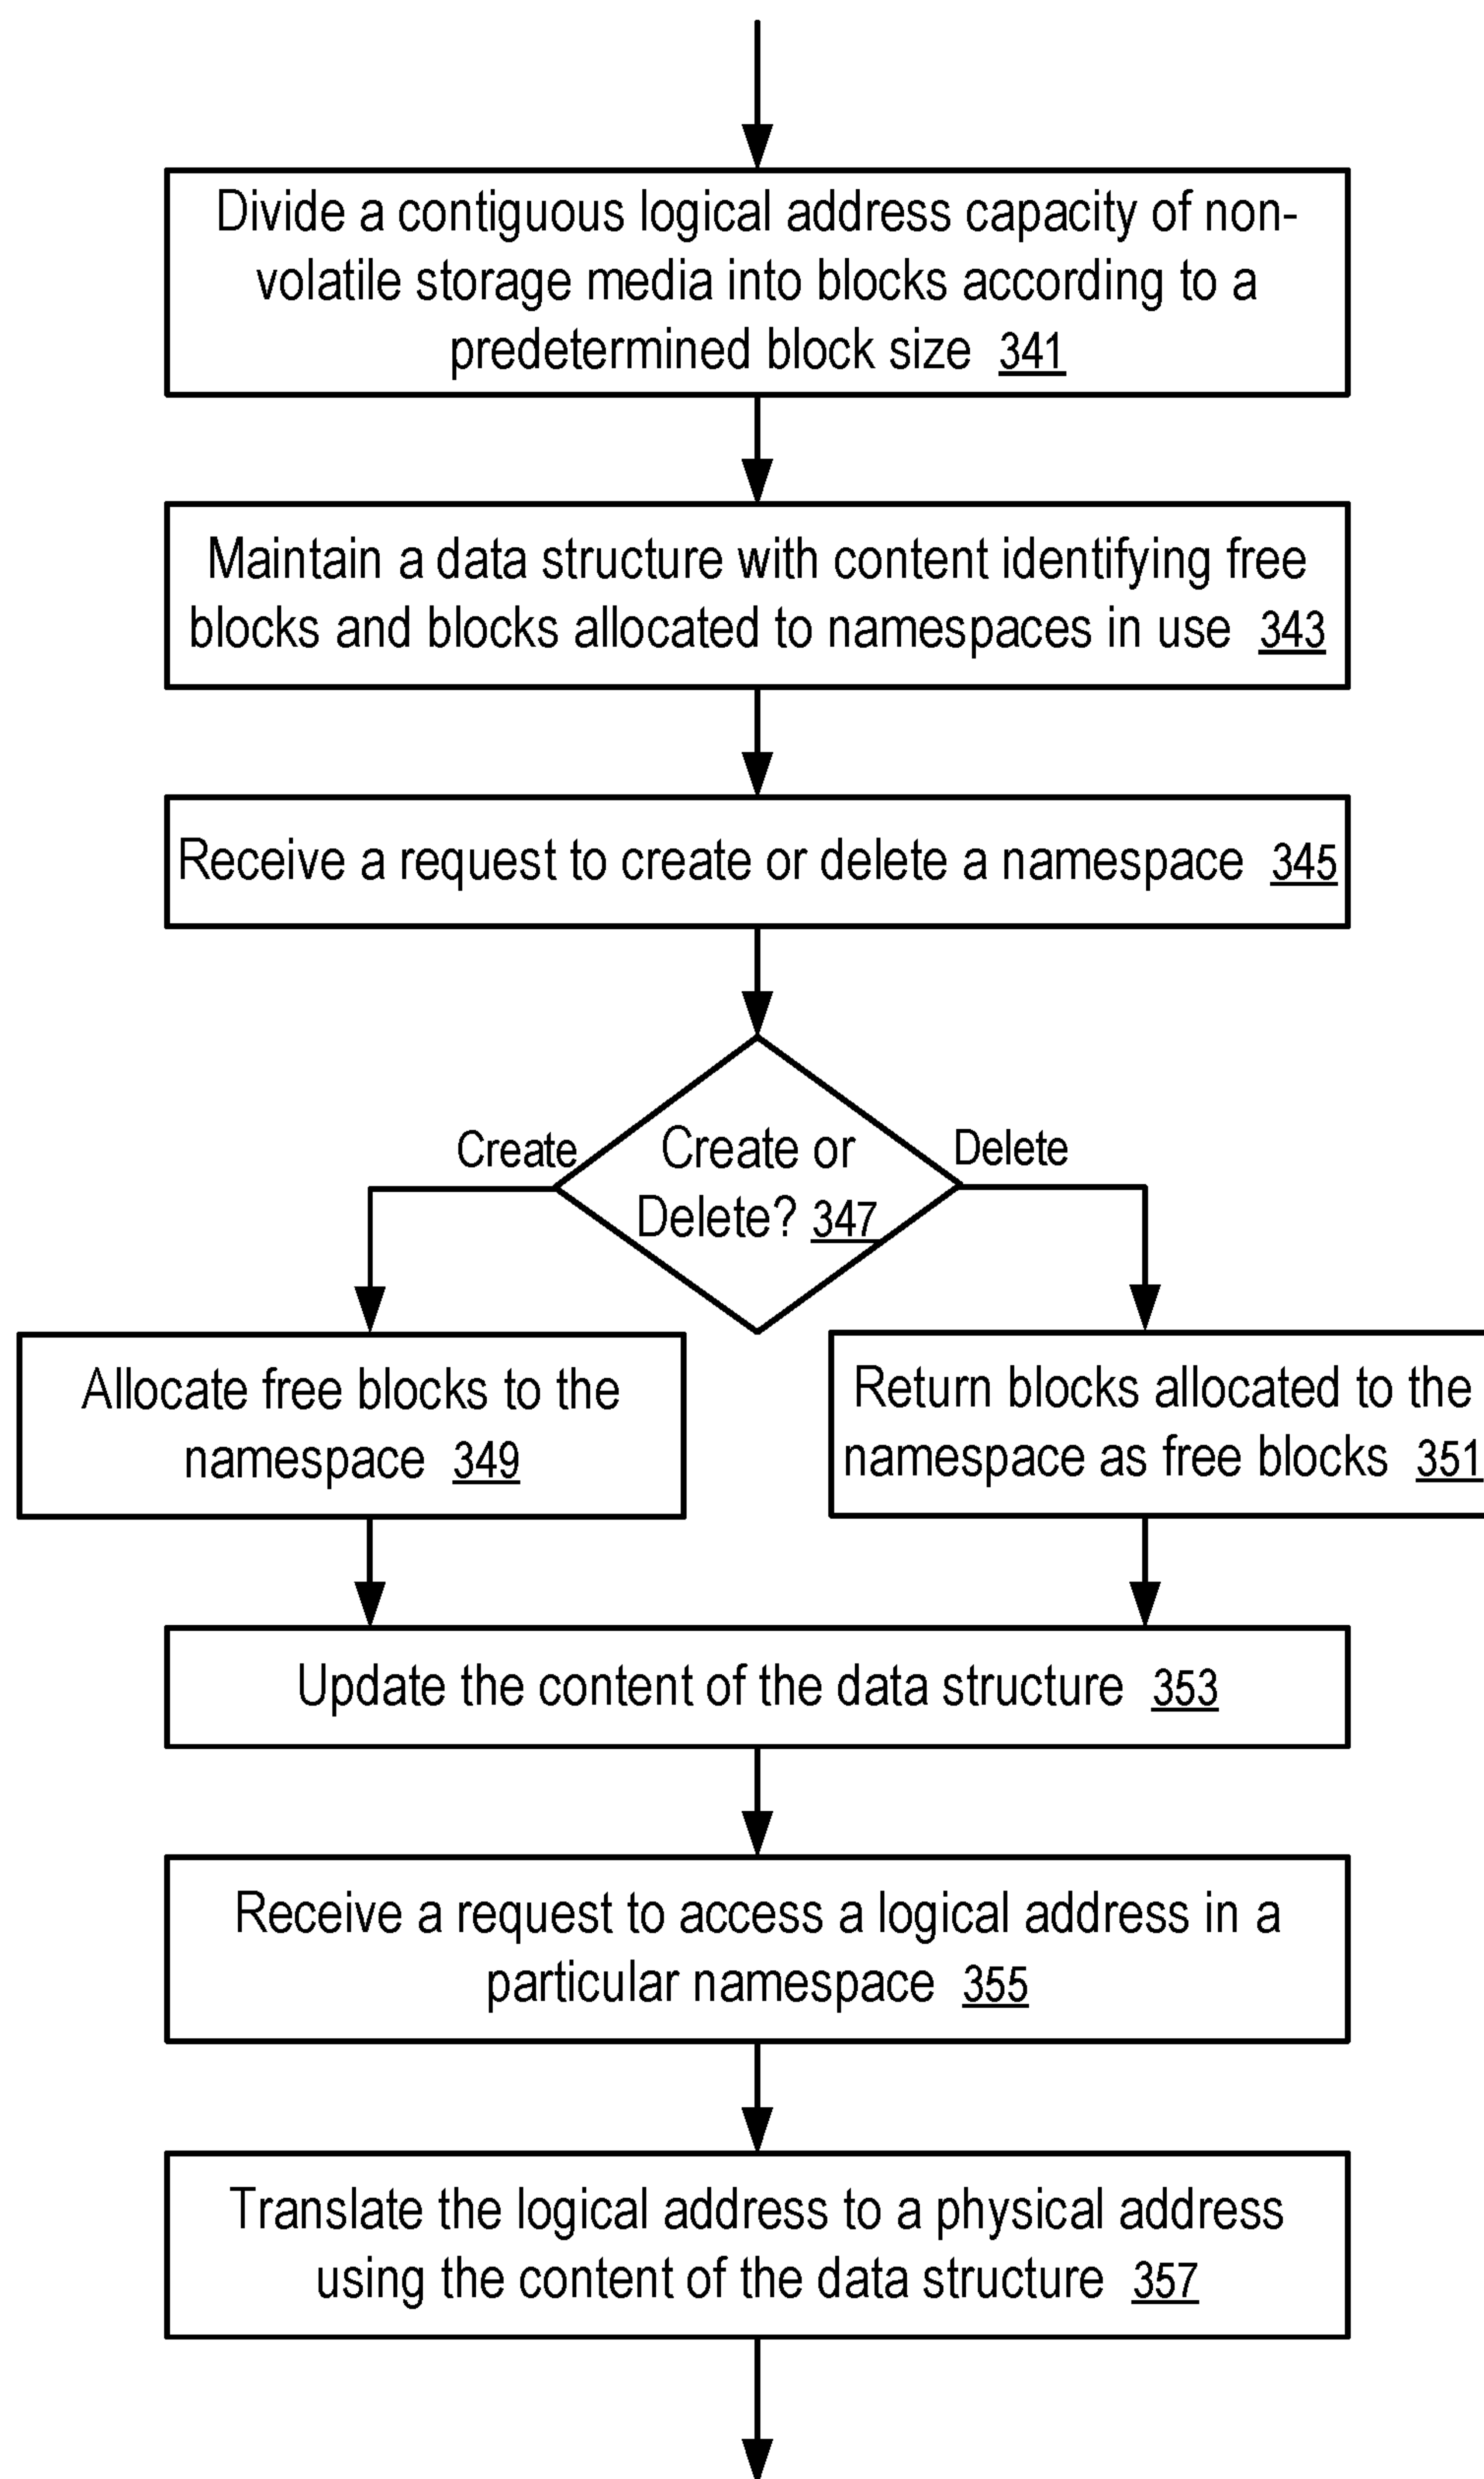 Divide a contiguous logical address capacity of non-
volatile storage media into blocks according to a
predetermined block size 341
Maintain a data structure with content identifying free
blocks and blocks allocated to namespaces in use 343
Receive a request to create or delete a namespace 345
Create
Create or
Delete? 347
Delete
Allocate free blocks to the
namespace 349
Return blocks allocated to the
namespace as free blocks 351
Update the content of the data structure 353
Receive a request to access a logical address in a
particular namespace 355
Translate the logical address to a physical address
using the content of the data structure 357